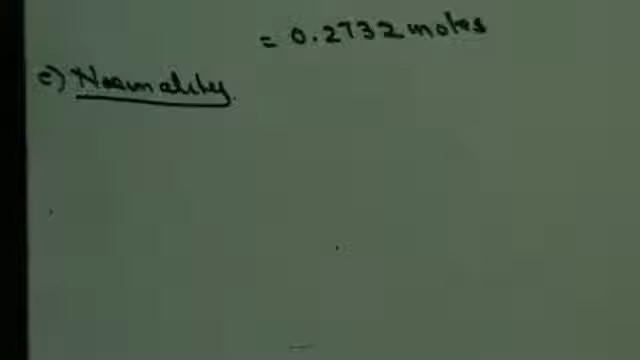 = 0.2732 moles
c) Normality.